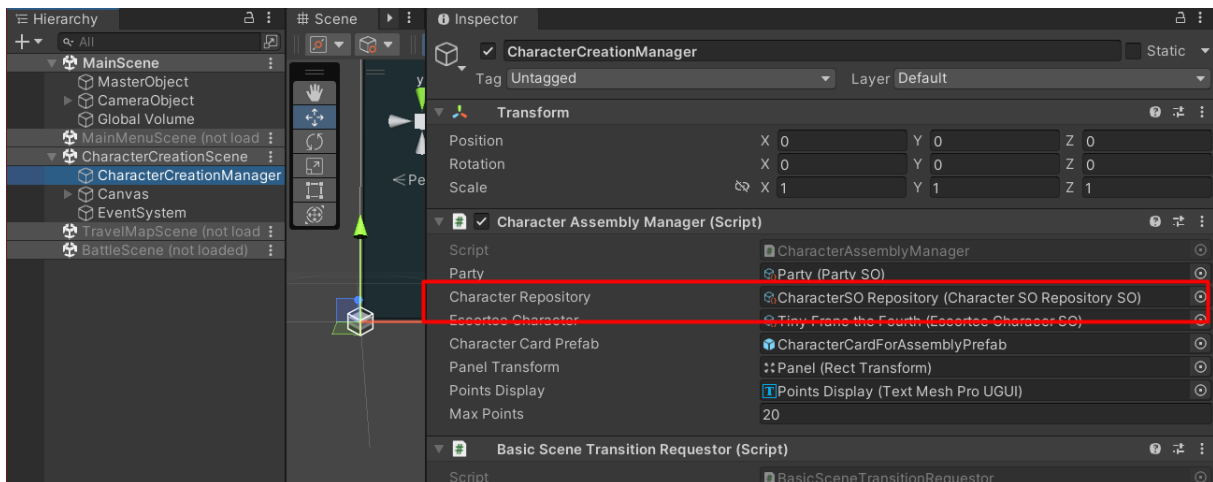 Hierarchy
All
MainScene
MasterObject
CameraObject
Global Volume
MainMenuScene (not load
CharacterCreationScene
CharacterCreationManager
Canvas
EventSystem
TravelMapScene (not loaded
BattleScene (not loaded)
Scene
y
<Pe
Inspector
CharacterCreationManager
Static
Tag Untagged Layer Default
Transform
Position X 0 Y 0 Z 0
Rotation X 0 Y 0 Z 0
Scale X 1 Y 1 Z 1
Character Assembly Manager (Script)
Script CharacterAssemblyManager
Party Party (Party SO)
Character Repository CharacterSO Repository (Character SO Repository SO)
Escortee Character Tiny Franc the Fourth (Escortee Characer SO)
Character Card Prefab CharacterCardForAssemblyPrefab
Panel Transform Panel (Rect Transform)
Points Display Points Display (Text Mesh Pro UGUI)
Max Points 20
Basic Scene Transition Requestor (Script)
Script BasicSceneTransitionRequestor